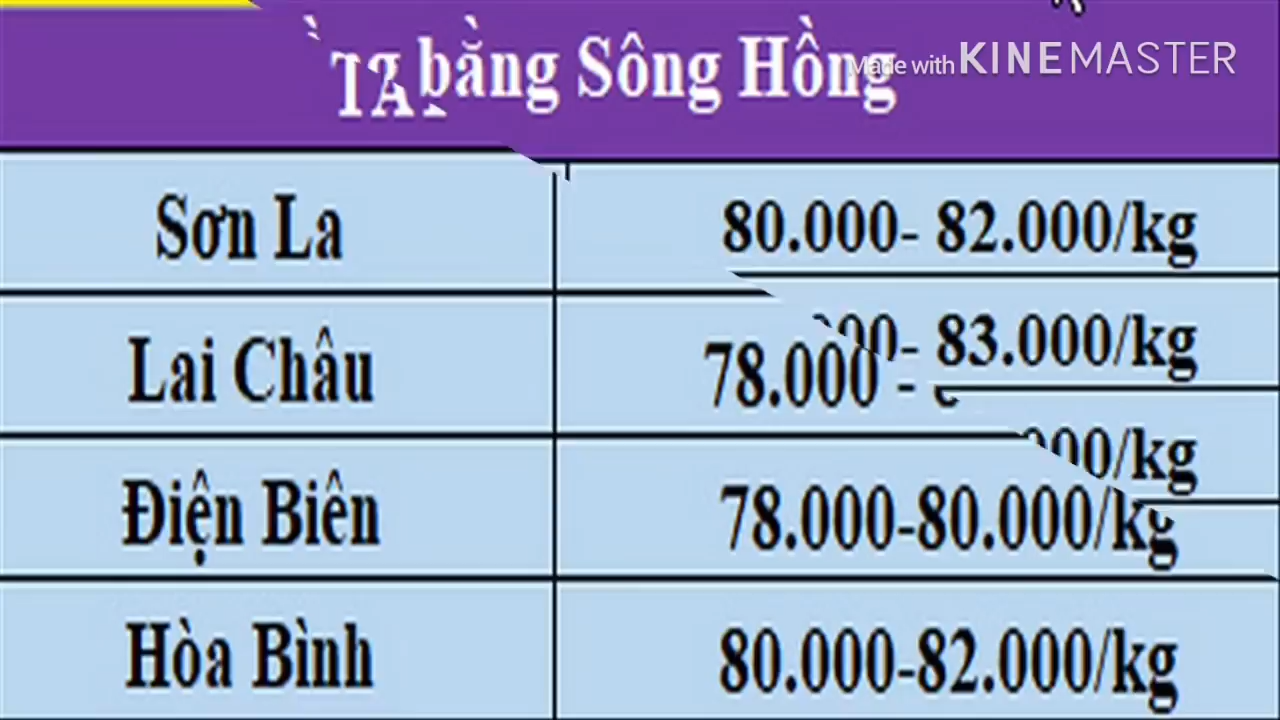 bằng Sông Hồng
Made with KINEMASTER
Sơn La
80.000- 82.000/kg
83.000/kg
Lai Châu
78.000 -
/kg
Điện Biên
78.000-80.000/kg
Hòa Bình
80.000-82.000/kg